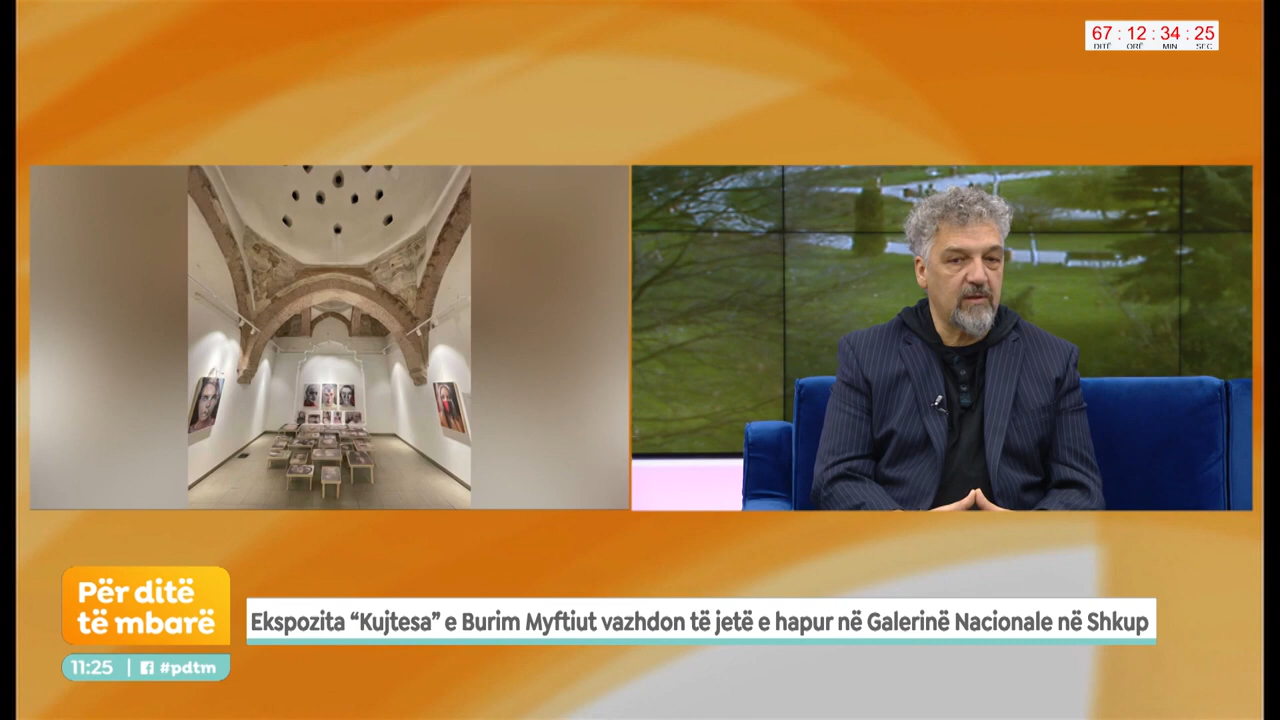 67 : 12 : 34 : 25
DITË ORË MIN SEC
Për ditë
të mbarë
Ekspozita “Kujtesa” e Burim Myftiut vazhdon të jetë e hapur në Galerinë Nacionale në Shkup
11:25 | #pdtm